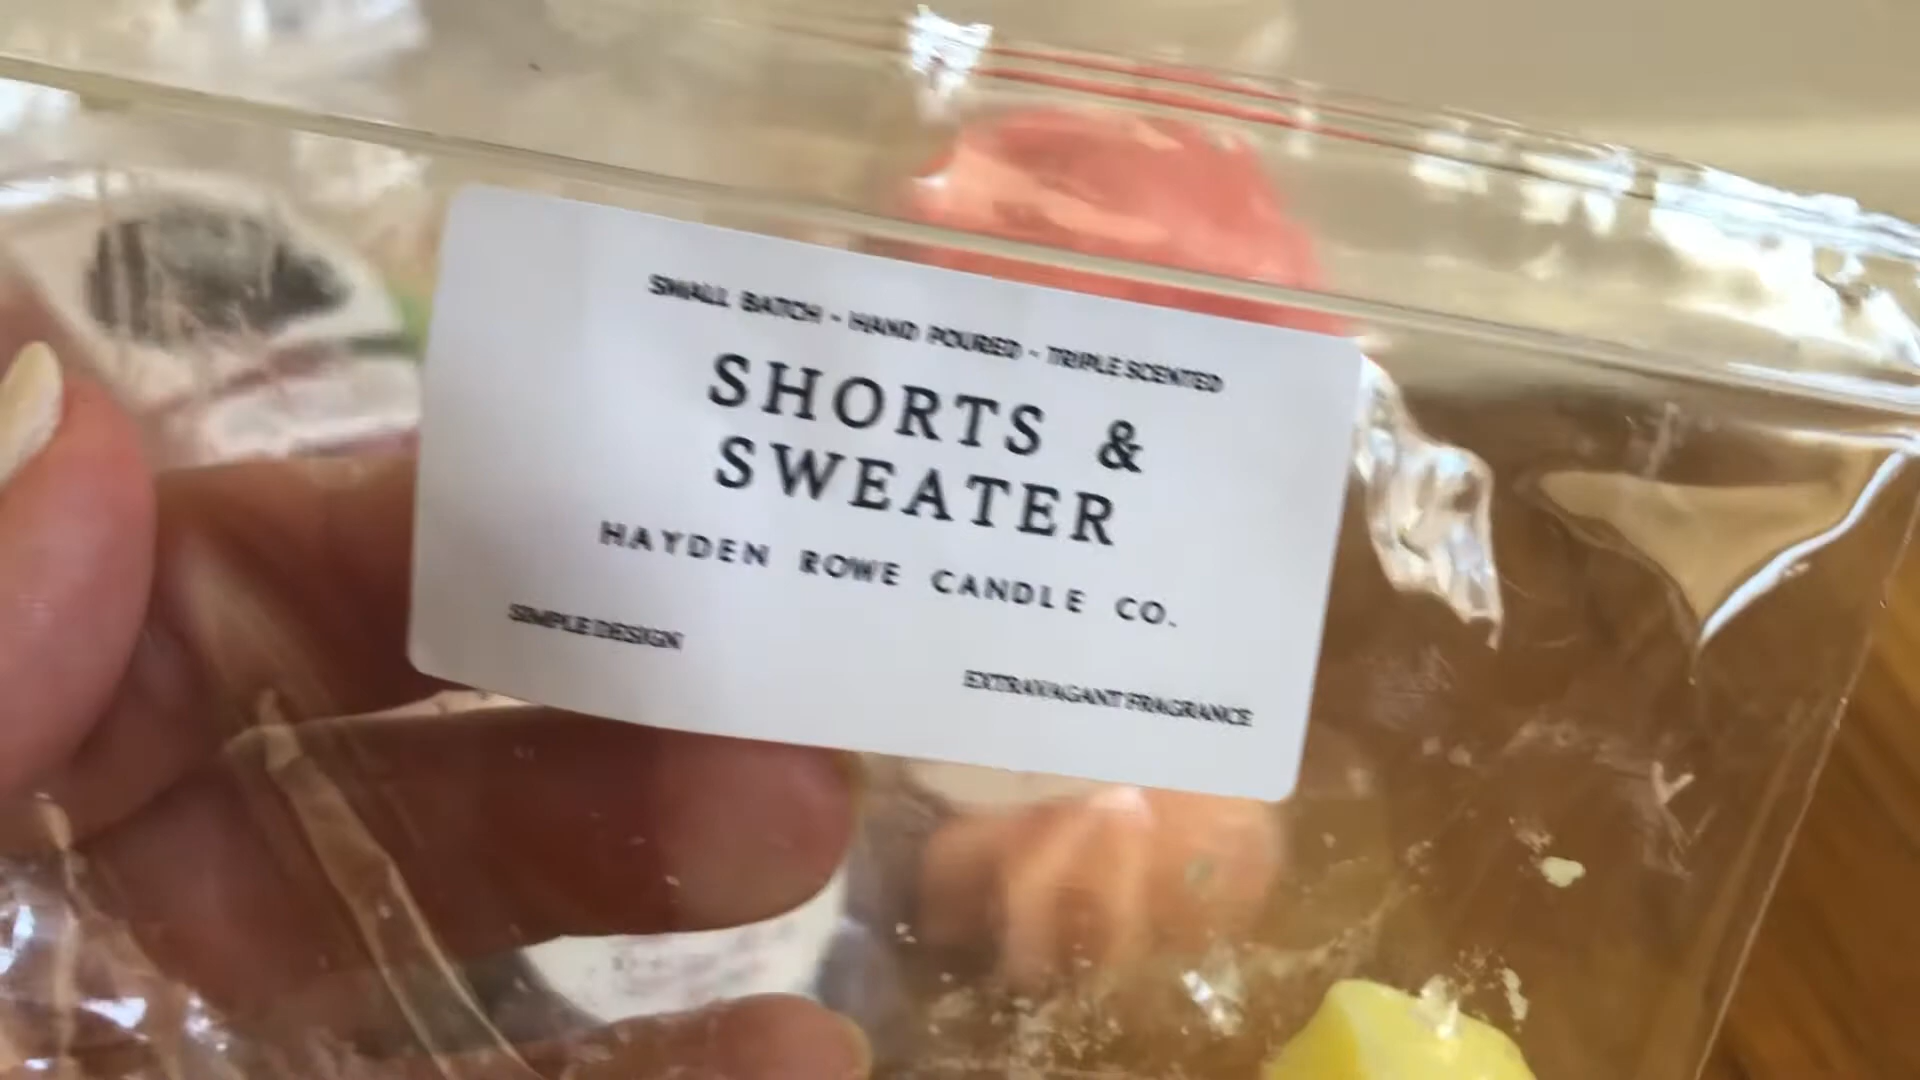 SMALL BATCH - HAND POURED - TRIPLE SCENTED
SHORTS &
SWEATER
HAYDEN ROWE CANDLE CO.
SIMPLE DESIGN
EXTRAVAGANT FRAGRANCE